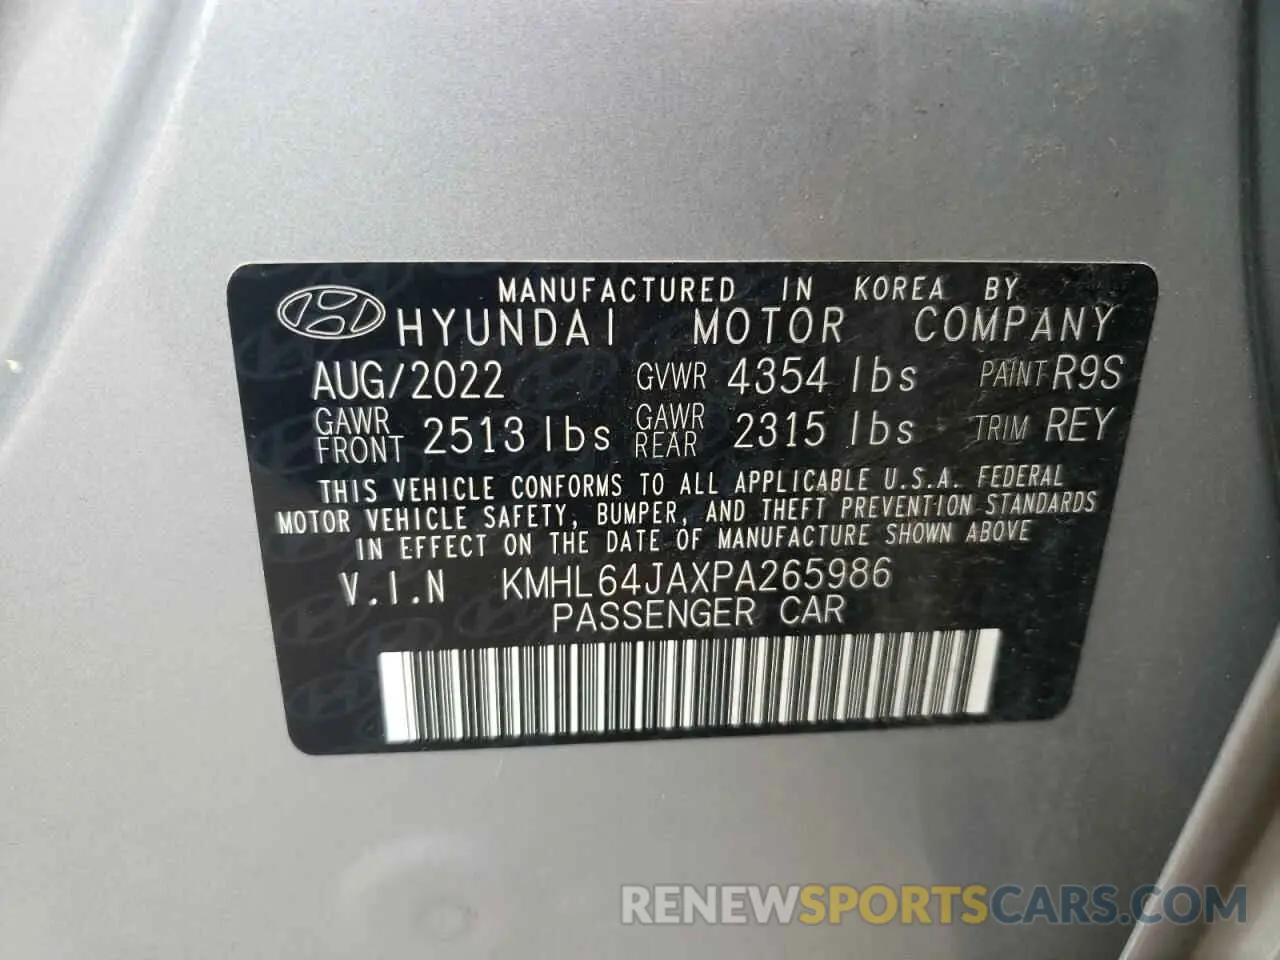 MANUFACTURED IN KOREA BY
HYUNDAI MOTOR COMPANY
AUG/2022 GVWR 4354 lbs PAINT R9S
GAWR FRONT 2513 lbs GAWR REAR 2315 lbs TRIM REY
THIS VEHICLE CONFORMS TO ALL APPLICABLE U.S.A. FEDERAL
MOTOR VEHICLE SAFETY, BUMPER, AND THEFT PREVENTION STANDARDS
IN EFFECT ON THE DATE OF MANUFACTURE SHOWN ABOVE
V.I.N KMHL64JAXPA265986
PASSENGER CAR
RENEWSPORTSCARS.COM